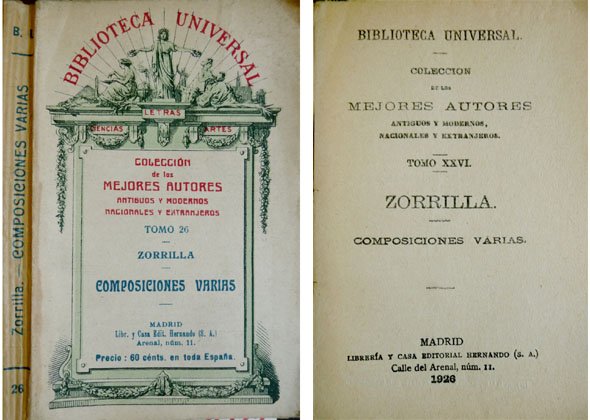 B.
Zorrilla. — COMPOSICIONES VARIAS
26
BIBLIOTECA UNIVERSAL
LETRAS
CIENCIAS
ARTES
COLECCIÓN
de los
MEJORES AUTORES
ANTIGUOS Y MODERNOS
NACIONALES Y EXTRANJEROS
TOMO 26
ZORRILLA
COMPOSICIONES VARIAS
MADRID
Libr. y Casa Edit. Hernando (S. A.)
Arenal, núm. 11.
Precio : 60 cénts. en toda España.
BIBLIOTECA UNIVERSAL.
COLECCION
DE LOS
MEJORES AUTORES
ANTIGUOS Y MODERNOS,
NACIONALES Y EXTRANJEROS.
TOMO XXVI.
ZORRILLA.
COMPOSICIONES VARIAS.
MADRID
LIBRERÍA Y CASA EDITORIAL HERNANDO (S. A.)
Calle del Arenal, núm. 11.
1926